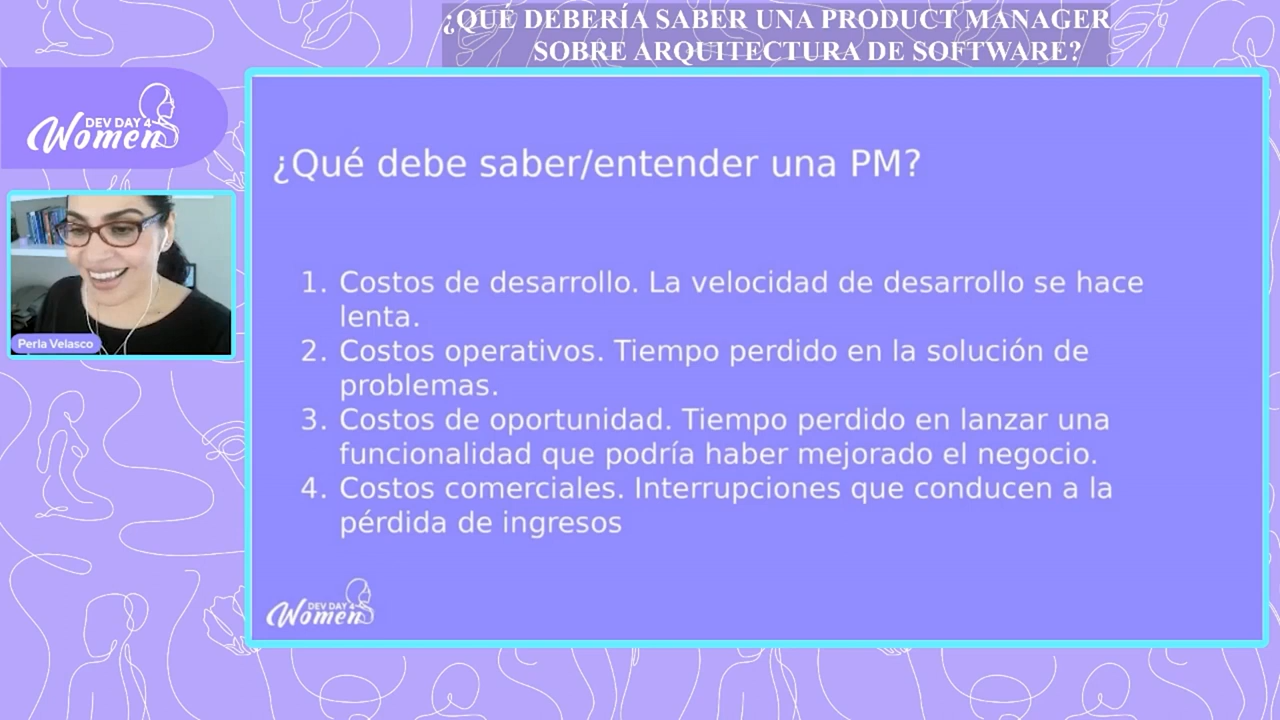 ¿QUÉ DEBERÍA SABER UNA PRODUCT MANAGER
SOBRE ARQUITECTURA DE SOFTWARE?
DEV DAY 4
Women
Perla Velasco
¿Qué debe saber/entender una PM?
1. Costos de desarrollo. La velocidad de desarrollo se hace
lenta.
2. Costos operativos. Tiempo perdido en la solución de
problemas.
3. Costos de oportunidad. Tiempo perdido en lanzar una
funcionalidad que podría haber mejorado el negocio.
4. Costos comerciales. Interrupciones que conducen a la
pérdida de ingresos
DEV DAY 4
Women